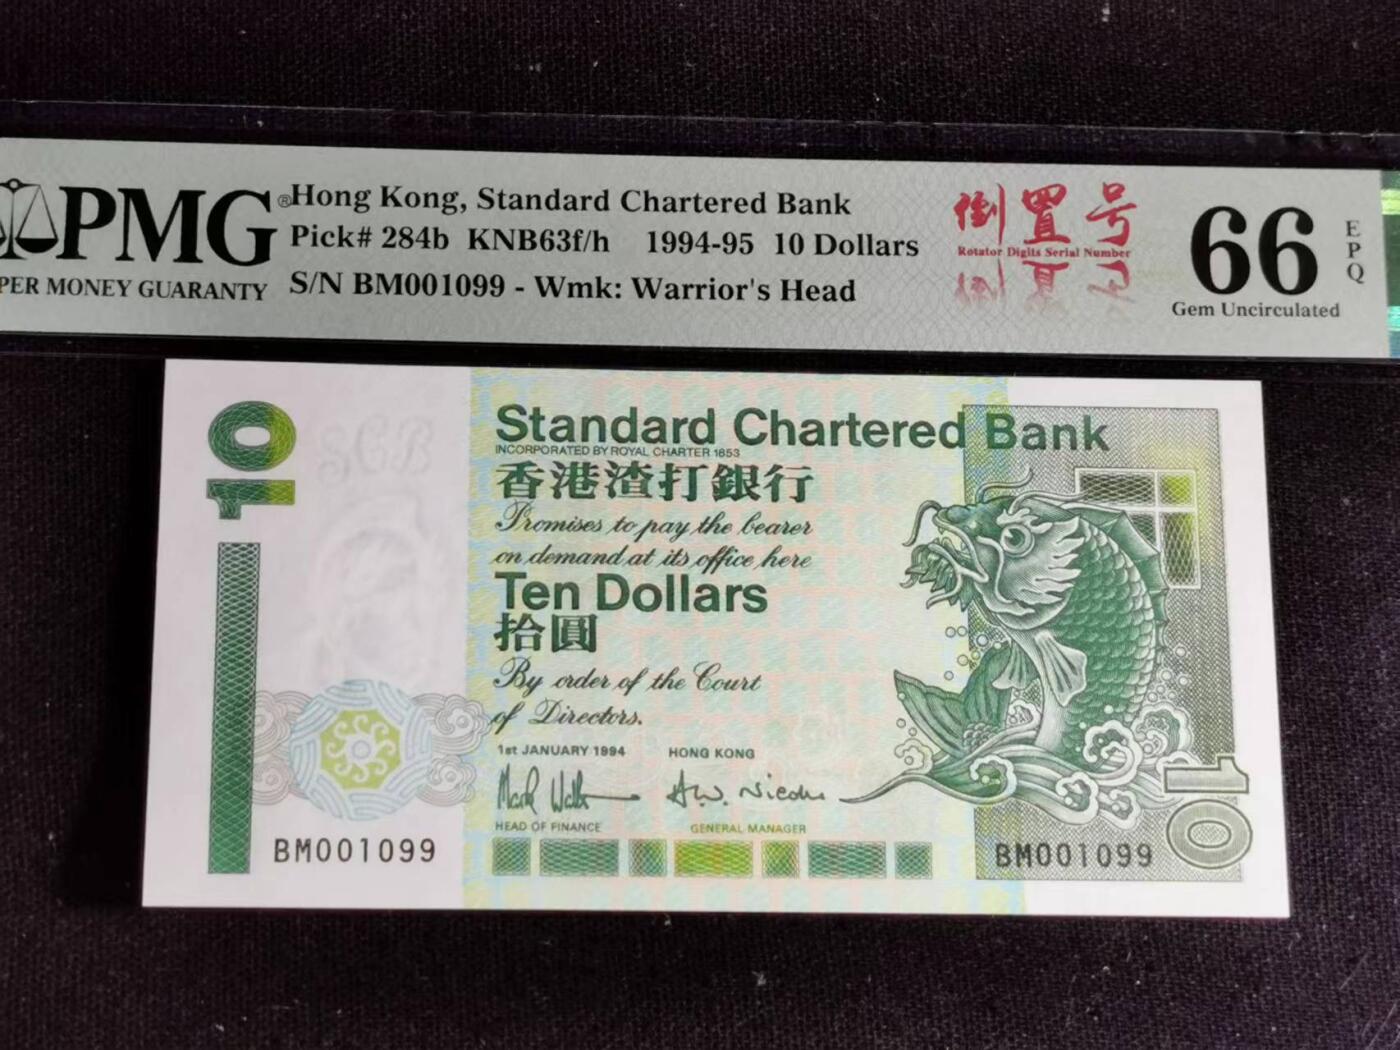 PMG®
PER MONEY GUARANTY
Hong Kong, Standard Chartered Bank
Pick# 284b KNB63f/h 1994-95 10 Dollars
S/N BM001099 - Wmk: Warrior's Head
倒置号
Rotator Digits Serial Number
66
EPQ
Gem Uncirculated
10
SCB
Standard Chartered Bank
INCORPORATED BY ROYAL CHARTER 1853
香港渣打銀行
Promises to pay the bearer
on demand at its office here
Ten Dollars
拾圓
By order of the Court
of Directors.
1st JANUARY 1994 HONG KONG
HEAD OF FINANCE GENERAL MANAGER
BM001099
BM001099
10